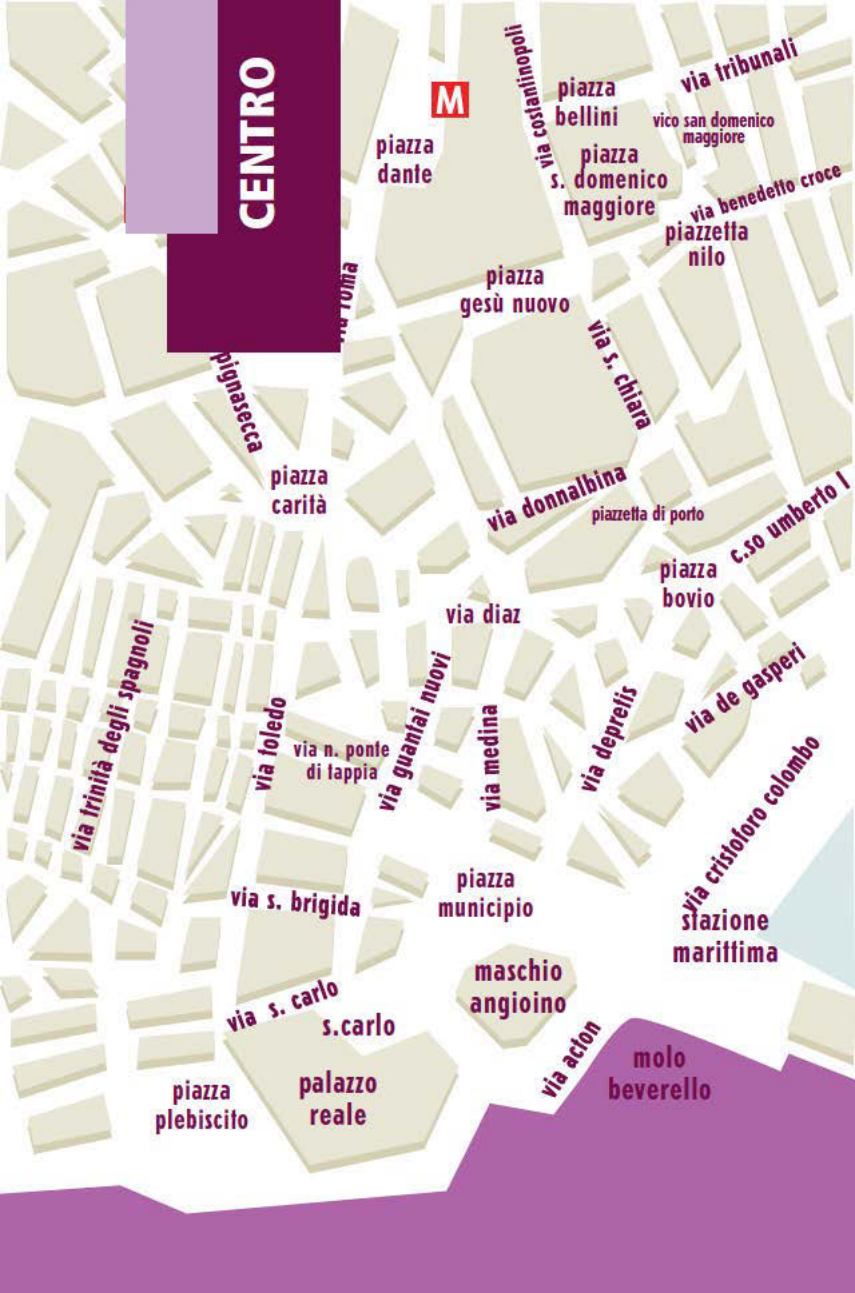 CENTRO
M
via costantinopoli
piazza
bellini
via tribunali
vico san domenico
maggiore
piazza
dante
piazza
s. domenico
maggiore
via benedetto croce
piazzetta
nilo
via roma
piazza
gesù nuovo
via s. chiara
pignasecca
piazza
carità
via donnalbina
piazzetta di porto
c.so umberto I
piazza
bovio
via diaz
via trinità degli spagnoli
via toledo
via n. ponte
di tappia
via guantai nuovi
via medina
via depretis
via de gasperi
via cristoforo colombo
via s. brigida
piazza
municipio
stazione
marittima
maschio
angioino
via s. carlo
s.carlo
via acton
molo
beverello
piazza
plebiscito
palazzo
reale